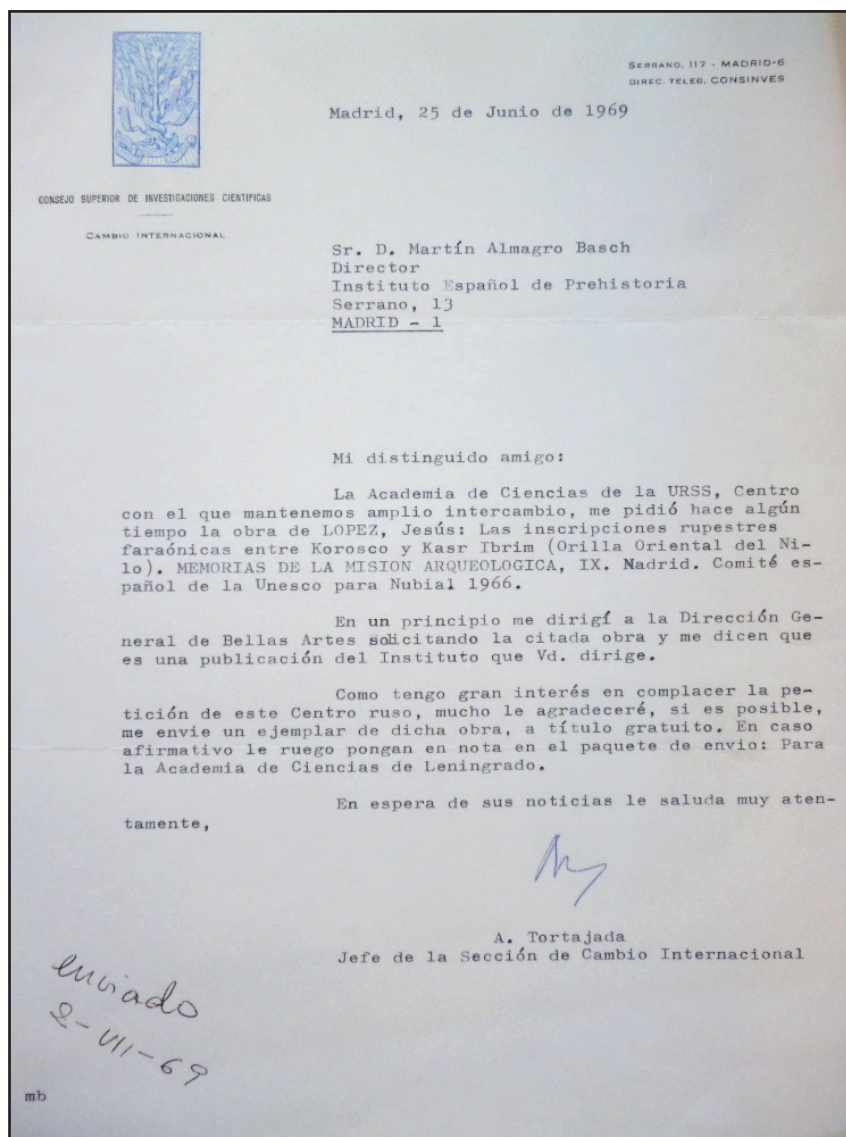 SERRANO, 117 - MADRID-6
DIREC. TELEG. CONSINVES
Madrid, 25 de Junio de 1969
CONSEJO SUPERIOR DE INVESTIGACIONES CIENTIFICAS
CAMBIO INTERNACIONAL
Sr. D. Martín Almagro Basch
Director
Instituto Español de Prehistoria
Serrano, 13
MADRID - 1
Mi distinguido amigo:
La Academia de Ciencias de la URSS, Centro
con el que mantenemos amplio intercambio, me pidió hace algún
tiempo la obra de LOPEZ, Jesús: Las inscripciones rupestres
faraónicas entre Korosco y Kasr Ibrim (Orilla Oriental del Ni-
lo). MEMORIAS DE LA MISION ARQUEOLOGICA, IX. Madrid. Comité es-
pañol de la Unesco para Nubial 1966.
En un principio me dirigí a la Dirección Ge-
neral de Bellas Artes solicitando la citada obra y me dicen que
es una publicación del Instituto que Vd. dirige.
Como tengo gran interés en complacer la pe-
tición de este Centro ruso, mucho le agradeceré, si es posible,
me envie un ejemplar de dicha obra, a título gratuito. En caso
afirmativo le ruego pongan en nota en el paquete de envio: Para
la Academia de Ciencias de Leningrado.
En espera de sus noticias le saluda muy aten-
tamente,
A. Tortajada
Jefe de la Sección de Cambio Internacional
enviado
2-VII-69
mb